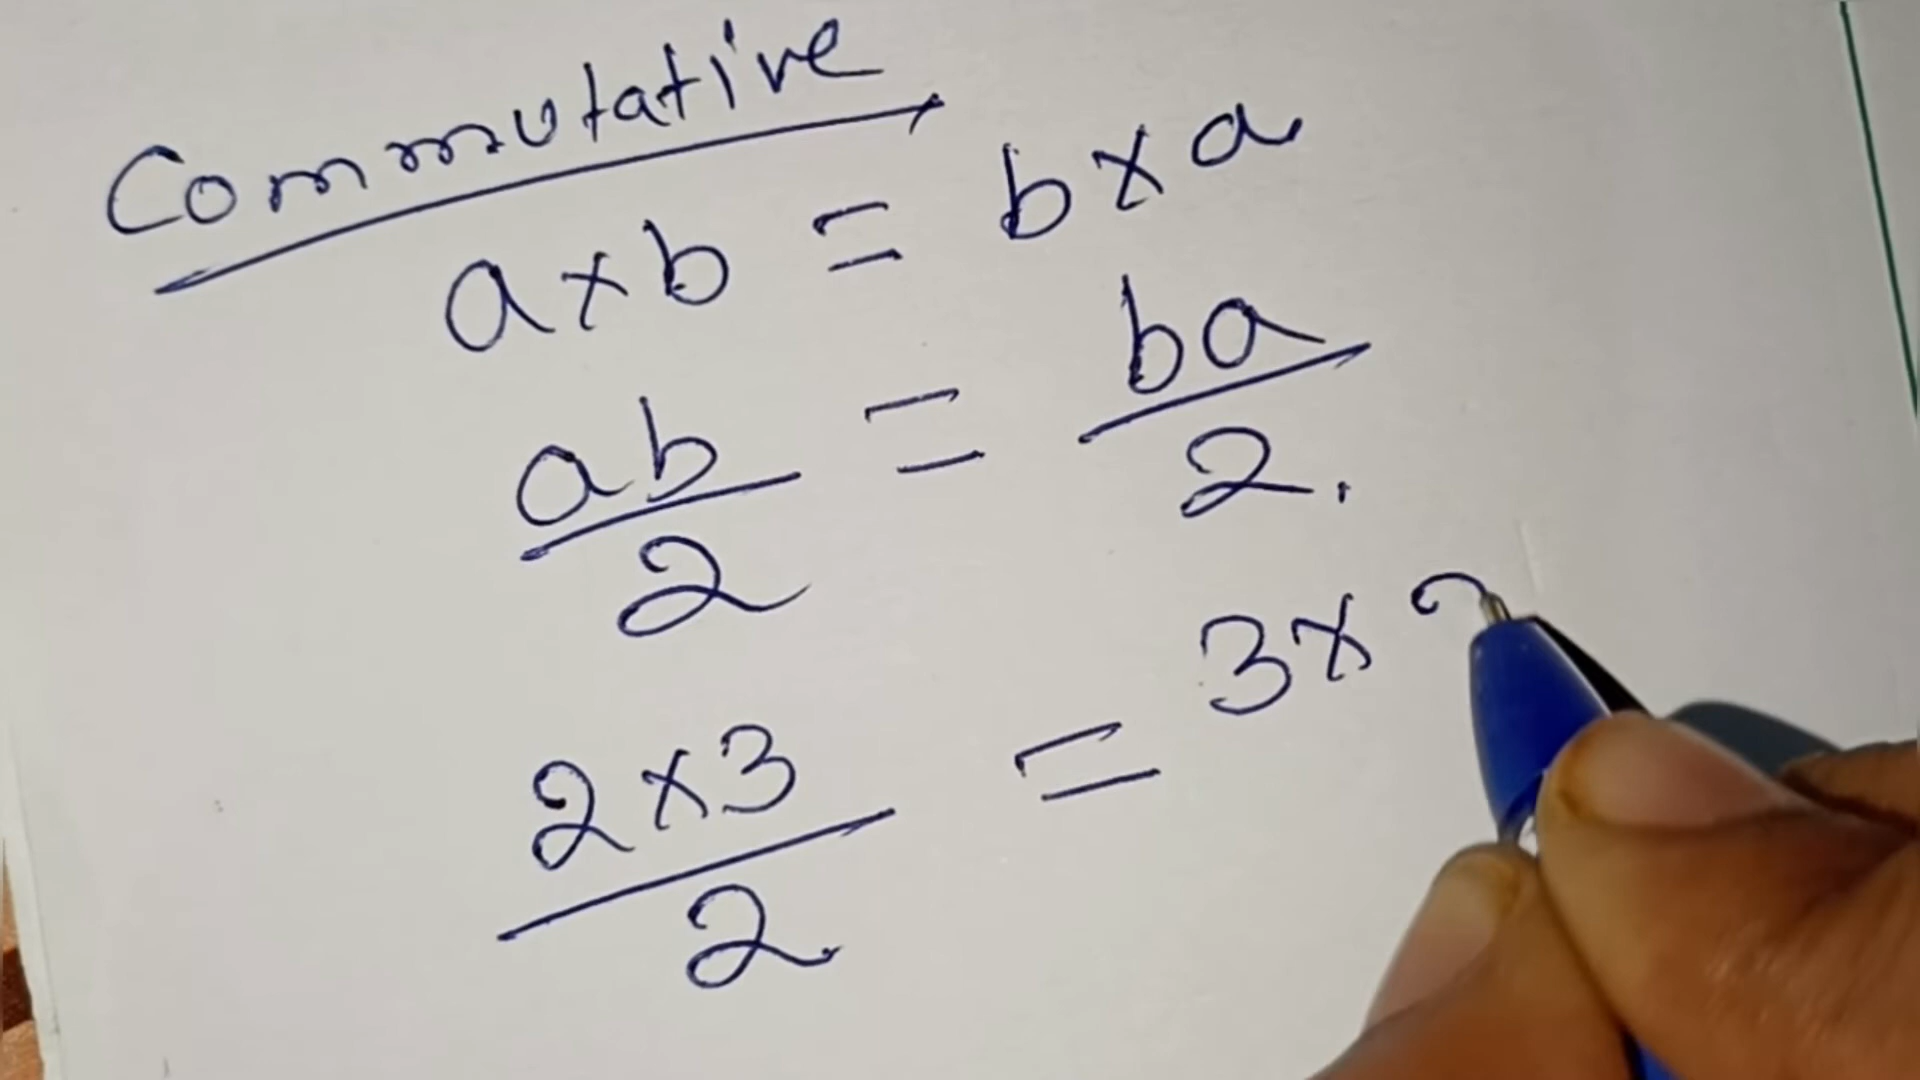 Commutative
a×b = b×a
ab/2 = ba/2.
2×3/2 = 3×